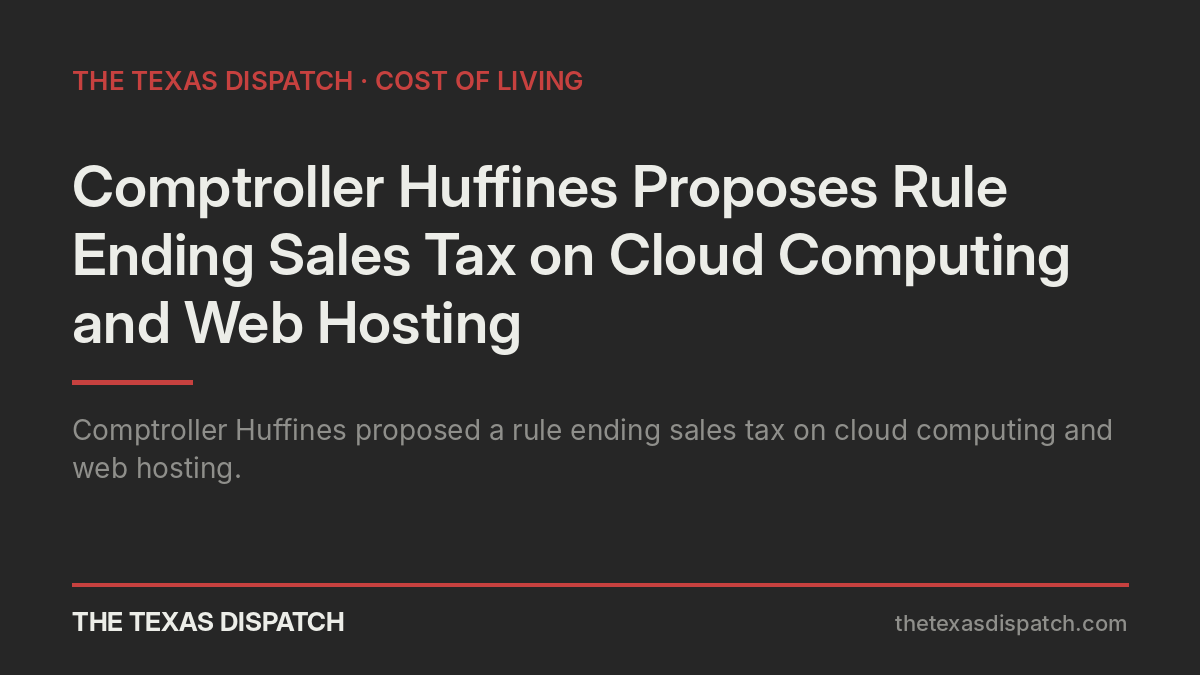 THE TEXAS DISPATCH · COST OF LIVING
Comptroller Huffines Proposes Rule
Ending Sales Tax on Cloud Computing
and Web Hosting
Comptroller Huffines proposed a rule ending sales tax on cloud computing and
web hosting.
THE TEXAS DISPATCH
thetexasdispatch.com